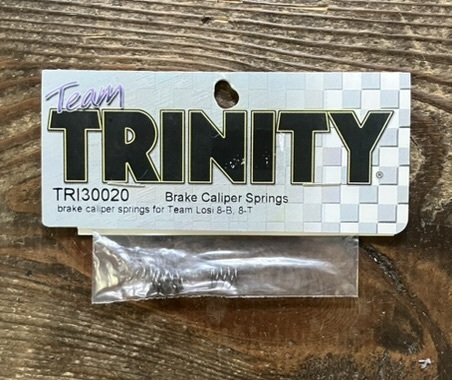 Team
TRINITY®
TRI30020 Brake Caliper Springs
brake caliper springs for Team Losi 8-B, 8-T